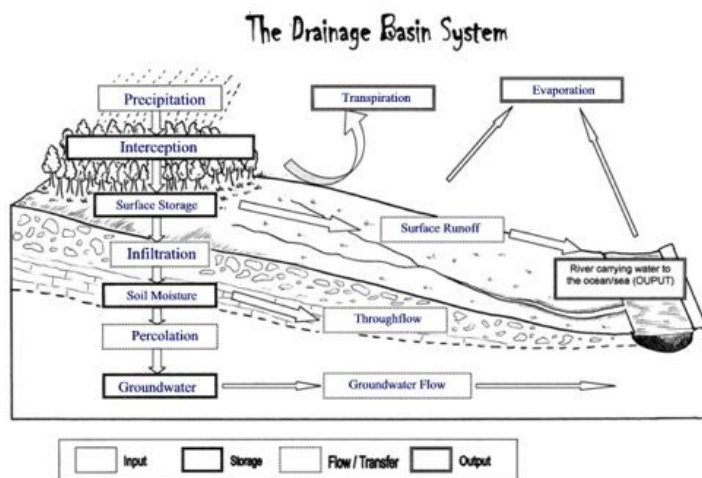 The Drainage Basin System
Precipitation
Transpiration
Evaporation
Interception
Surface Storage
Surface Runoff
Infiltration
River carrying water to
the ocean/sea (OUPUT)
Soil Moisture
Throughflow
Percolation
Groundwater
Groundwater Flow
Input
Storage
Flow / Transfer
Output